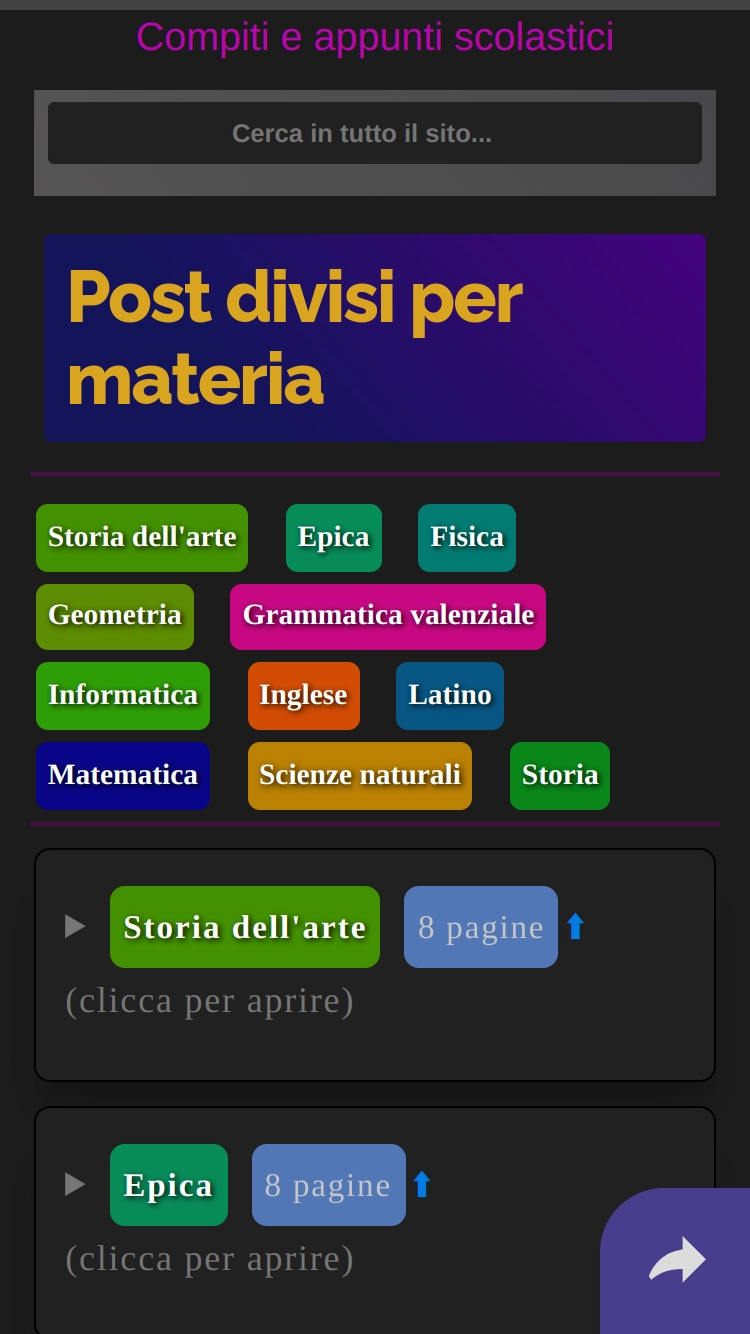 Compiti e appunti scolastici
Cerca in tutto il sito...
Post divisi per
materia
Storia dell'arte Epica Fisica
Geometria Grammatica valenziale
Informatica Inglese Latino
Matematica Scienze naturali Storia
▶ Storia dell'arte 8 pagine ⬆
(clicca per aprire)
▶ Epica 8 pagine ⬆
(clicca per aprire)